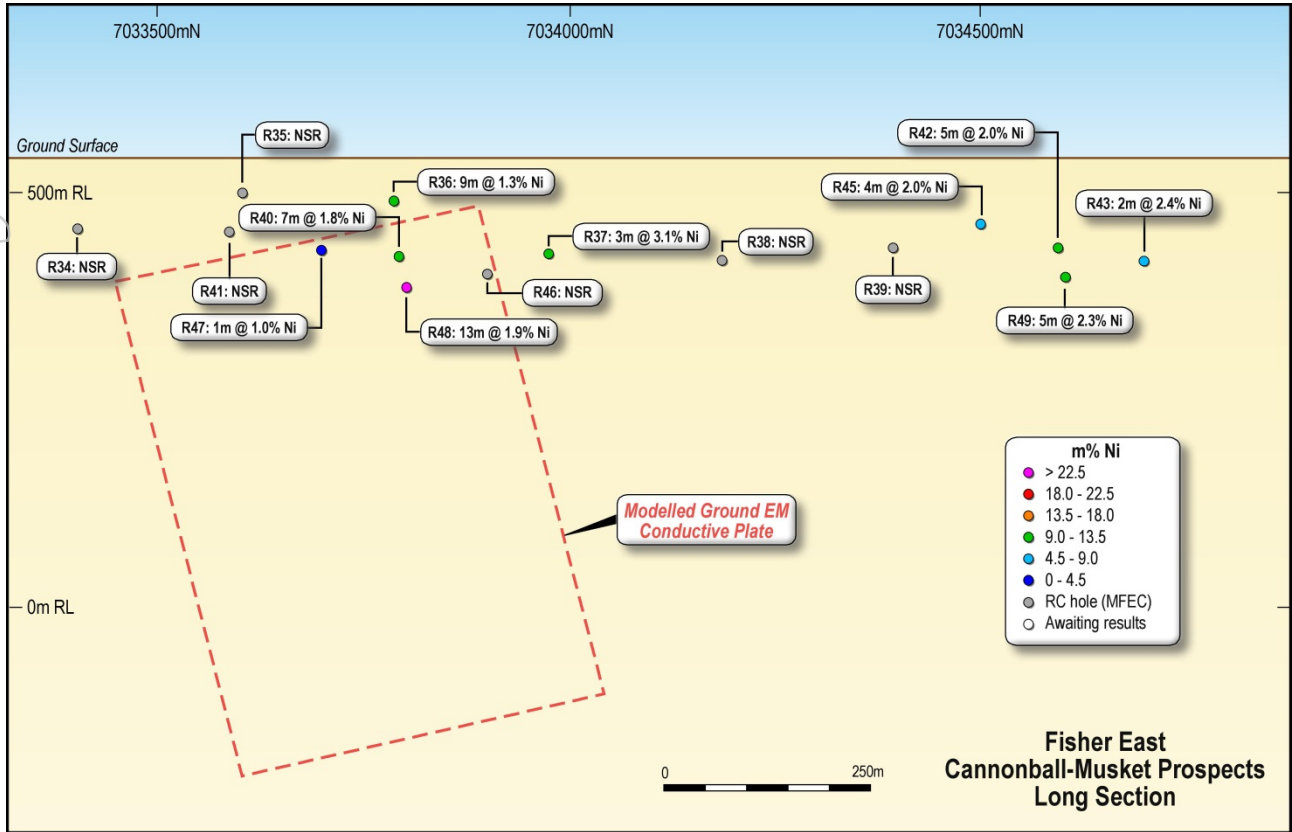 7033500mN
7034000mN
7034500mN
Ground Surface
R35: NSR
R42: 5m @ 2.0% Ni
500m RL
R36: 9m @ 1.3% Ni
R45: 4m @ 2.0% Ni
R40: 7m @ 1.8% Ni
R43: 2m @ 2.4% Ni
R37: 3m @ 3.1% Ni
R38: NSR
R34: NSR
R41: NSR
R46: NSR
R39: NSR
R47: 1m @ 1.0% Ni
R48: 13m @ 1.9% Ni
R49: 5m @ 2.3% Ni
m% Ni
> 22.5
18.0 - 22.5
13.5 - 18.0
9.0 - 13.5
4.5 - 9.0
0 - 4.5
RC hole (MFEC)
Awaiting results
Modelled Ground EM
Conductive Plate
0m RL
0
250m
Fisher East
Cannonball-Musket Prospects
Long Section